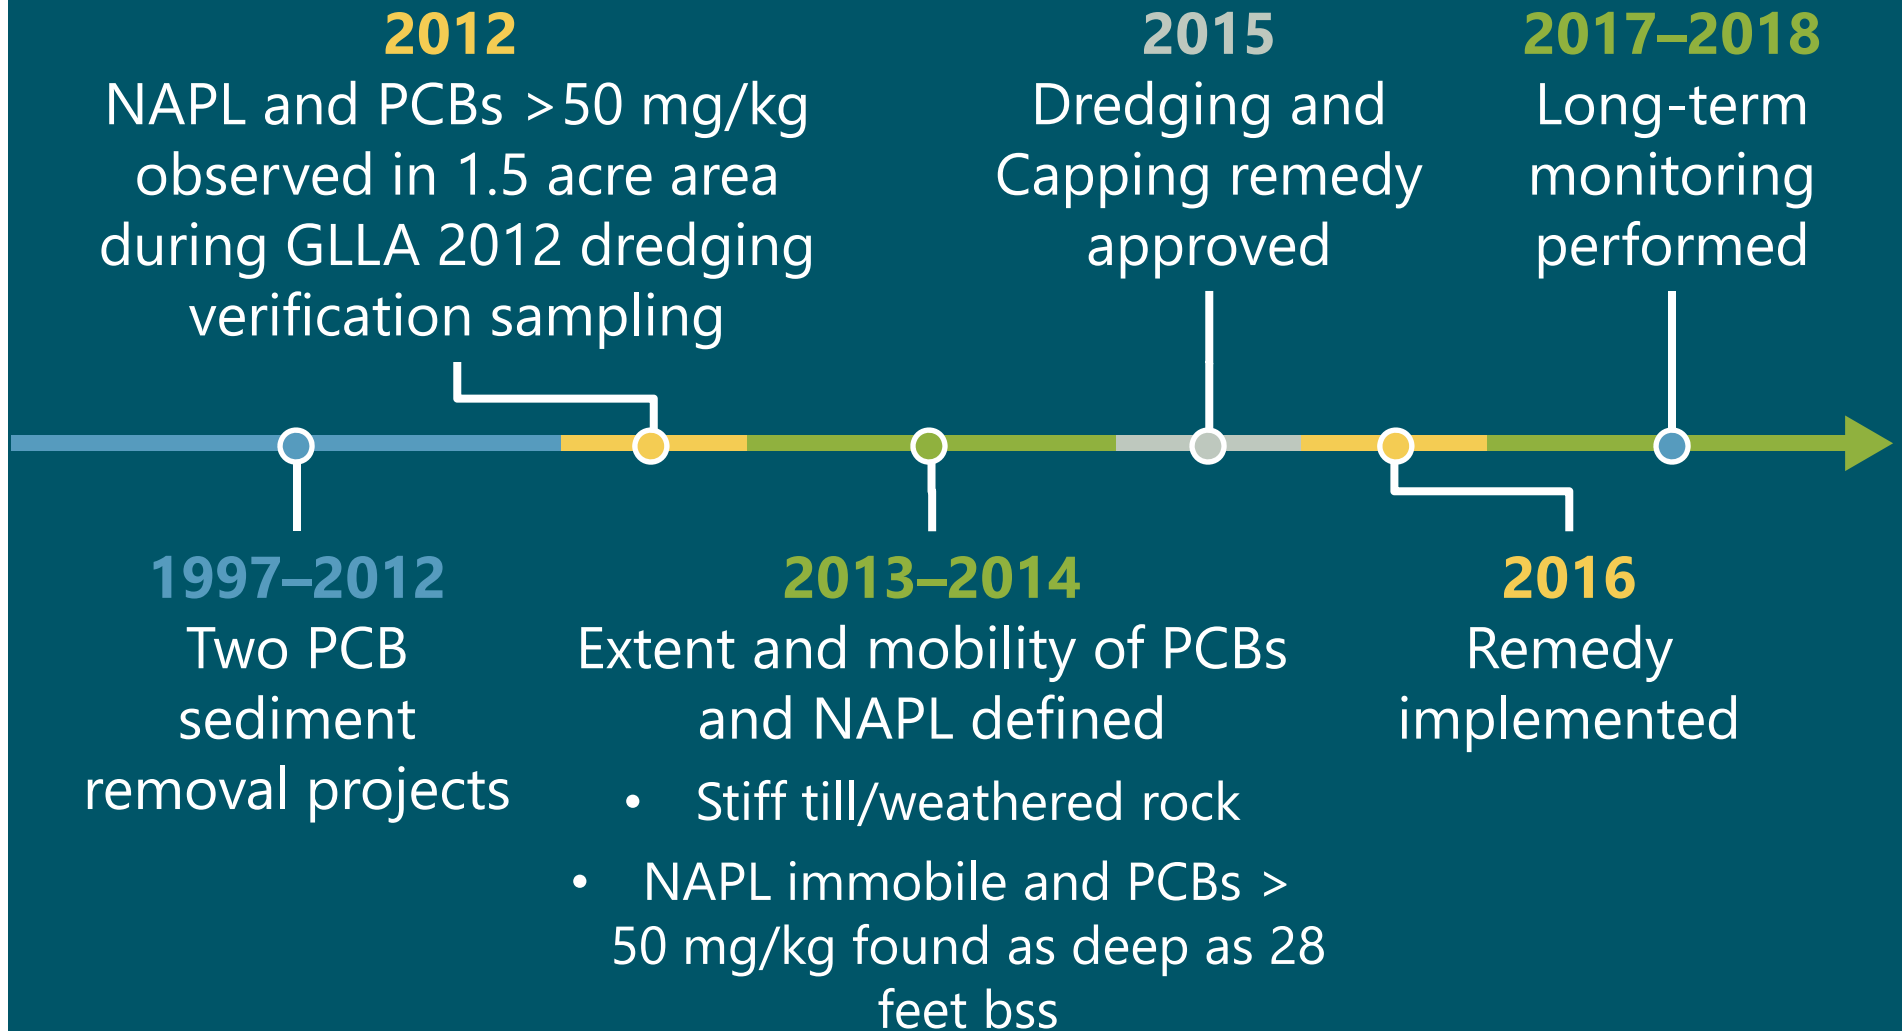 2012
NAPL and PCBs >50 mg/kg
observed in 1.5 acre area
during GLLA 2012 dredging
verification sampling
2015
Dredging and
Capping remedy
approved
2017–2018
Long-term
monitoring
performed
1997–2012
Two PCB
sediment
removal projects
2013–2014
Extent and mobility of PCBs
and NAPL defined
• Stiff till/weathered rock
• NAPL immobile and PCBs >
50 mg/kg found as deep as 28
feet bss
2016
Remedy
implemented